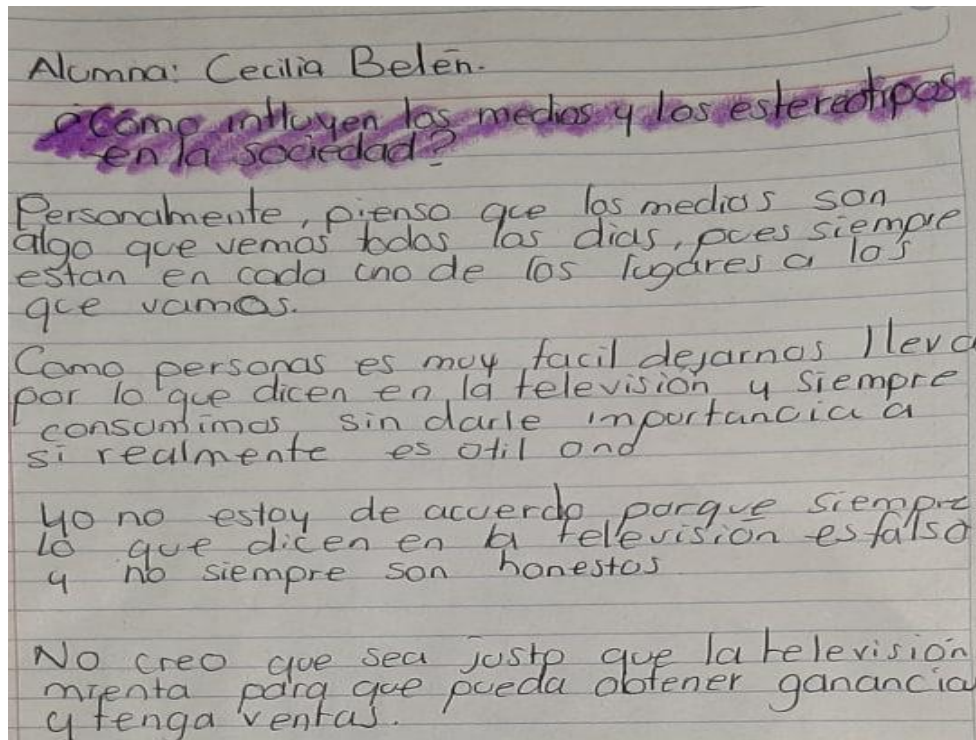 Alumna: Cecilia Belén.
¿Cómo influyen los medios y los estereotipos
en la sociedad?
Personalmente, pienso que los medios son
algo que vemos todos los dias, pues siempre
estan en cada uno de los lugares a los
que vamos.
Como personas es muy facil dejarnos lleva
por lo que dicen en la televisión y siempre
consumimos sin darle importancia a
si realmente es útil o no
Yo no estoy de acuerdo porque siempre
lo que dicen en la televisión es falso
y no siempre son honestos
No creo que sea justo que la televisión
mienta para que pueda obtener ganancia
y tenga ventas.